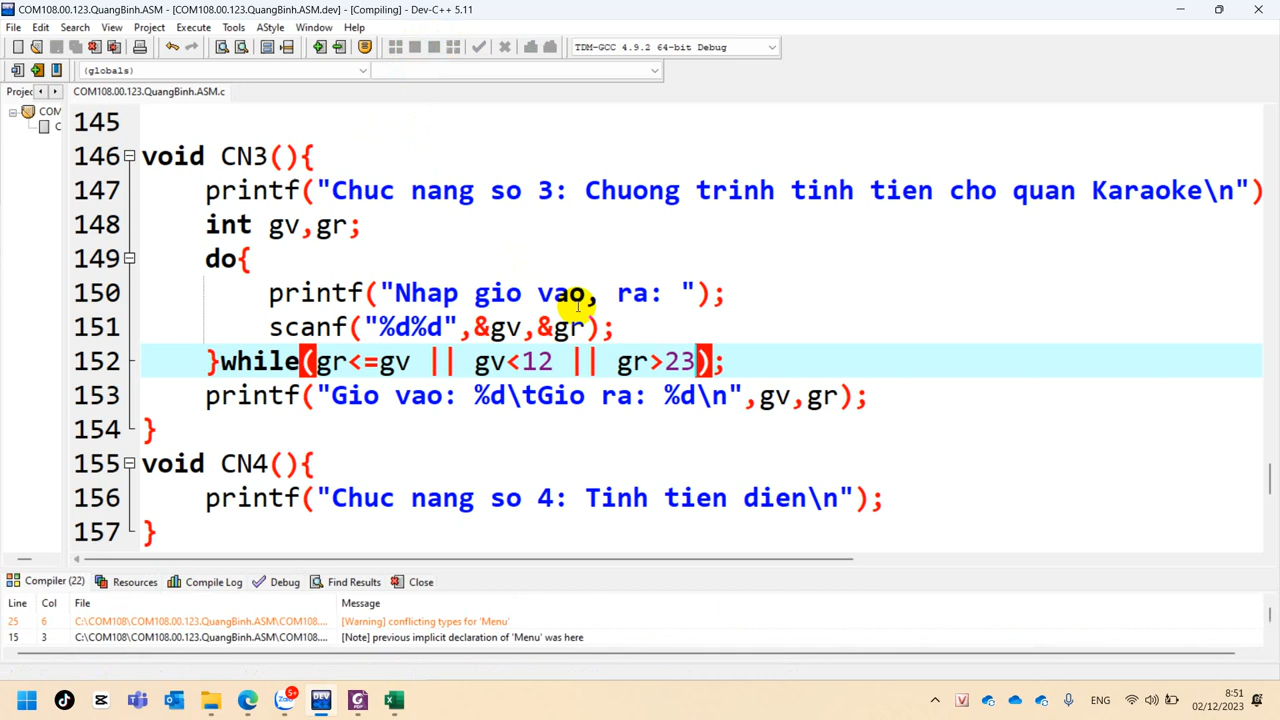 COM108.00.123.QuangBinh.ASM - [COM108.00.123.QuangBinh.ASM.dev] - [Compiling] - Dev-C++ 5.11
File Edit Search View Project Execute Tools AStyle Window Help
TDM-GCC 4.9.2 64-bit Debug
(globals)
Projec COM108.00.123.QuangBinh.ASM.c
COM
C
145
146 void CN3(){
147 printf("Chuc nang so 3: Chuong trinh tinh tien cho quan Karaoke\n")
148 int gv,gr;
149 do{
150 printf("Nhap gio vao, ra: ");
151 scanf("%d%d",&gv,&gr);
152 }while(gr<=gv || gv<12 || gr>23);
153 printf("Gio vao: %d\tGio ra: %d\n",gv,gr);
154 }
155 void CN4(){
156 printf("Chuc nang so 4: Tinh tien dien\n");
157 }
Compiler (22) Resources Compile Log Debug Find Results Close
Line Col File Message
25 6 C:\COM108\COM108.00.123.QuangBinh.ASM\COM108.... [Warning] conflicting types for 'Menu'
15 3 C:\COM108\COM108.00.123.QuangBinh.ASM\COM108.... [Note] previous implicit declaration of 'Menu' was here
Zalo 5+ DEV V ENG 8:51
02/12/2023